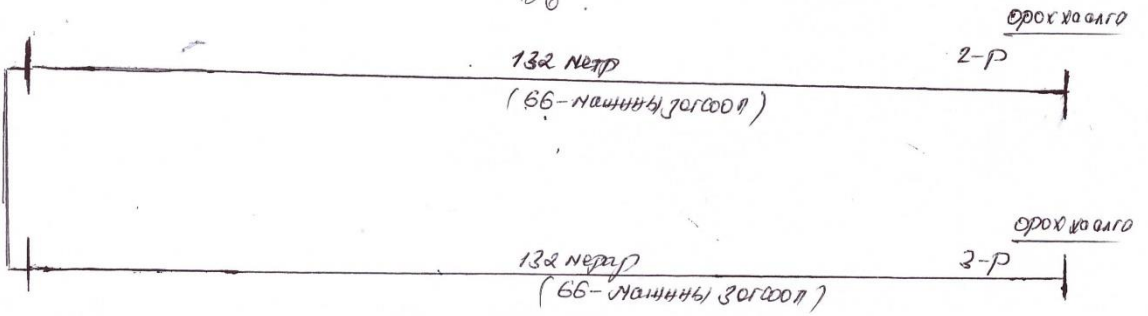 орох хаалга
132 метр
2-р
(66-машины зогсоол)
орох хаалга
132 метр
3-р
(66-машины зогсоол)